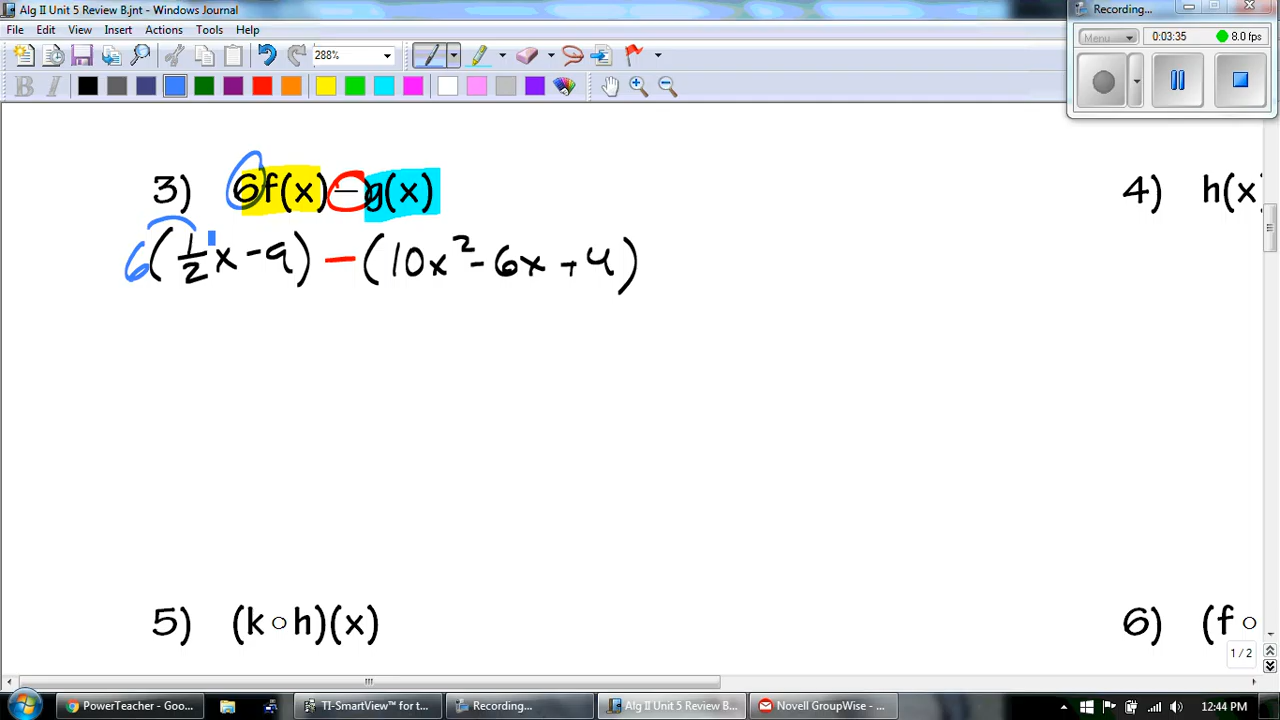 Alg II Unit 5 Review B.jnt - Windows Journal
Recording...
File Edit View Insert Actions Tools Help
Menu 0:03:35 8.0 fps
288%
B I
3) 6f(x) − g(x)
4) h(x
6(½x - 9) − (10x² - 6x + 4)
5) (k ∘ h)(x)
6) (f ∘
1 / 2
PowerTeacher - Goo...
TI-SmartView™ for t...
Recording...
Alg II Unit 5 Review B...
Novell GroupWise - ...
12:44 PM